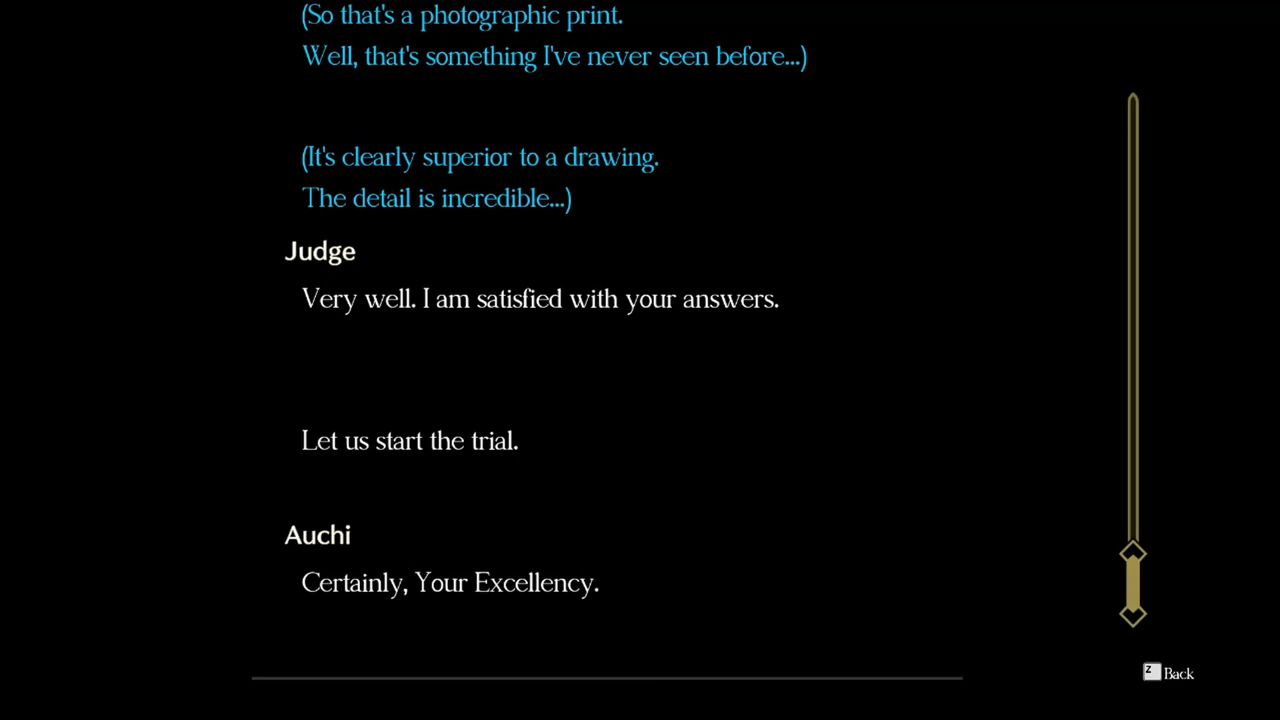 (So that's a photographic print.
Well, that's something I've never seen before...)
(It's clearly superior to a drawing.
The detail is incredible...)
Judge
Very well. I am satisfied with your answers.
Let us start the trial.
Auchi
Certainly, Your Excellency.
Z Back